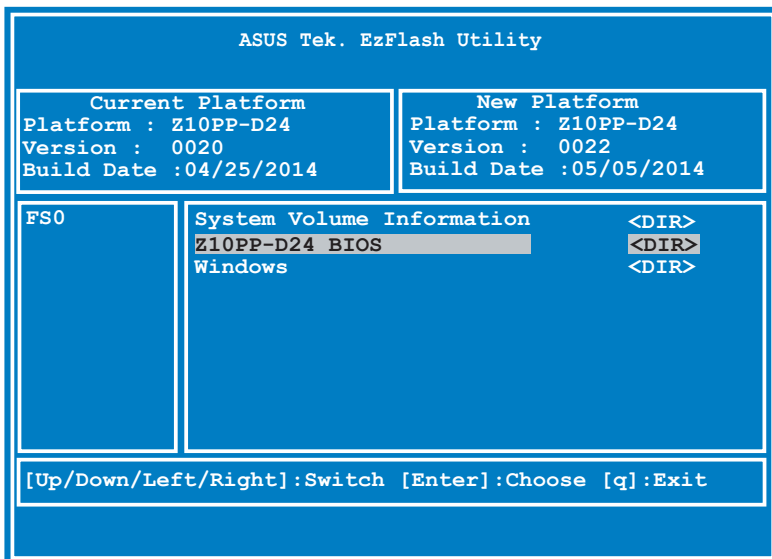 ASUS Tek. EzFlash Utility
Current Platform
Platform : Z10PP-D24
Version : 0020
Build Date :04/25/2014
New Platform
Platform : Z10PP-D24
Version : 0022
Build Date :05/05/2014
FS0
System Volume Information <DIR>
Z10PP-D24 BIOS <DIR>
Windows <DIR>
[Up/Down/Left/Right]:Switch [Enter]:Choose [q]:Exit